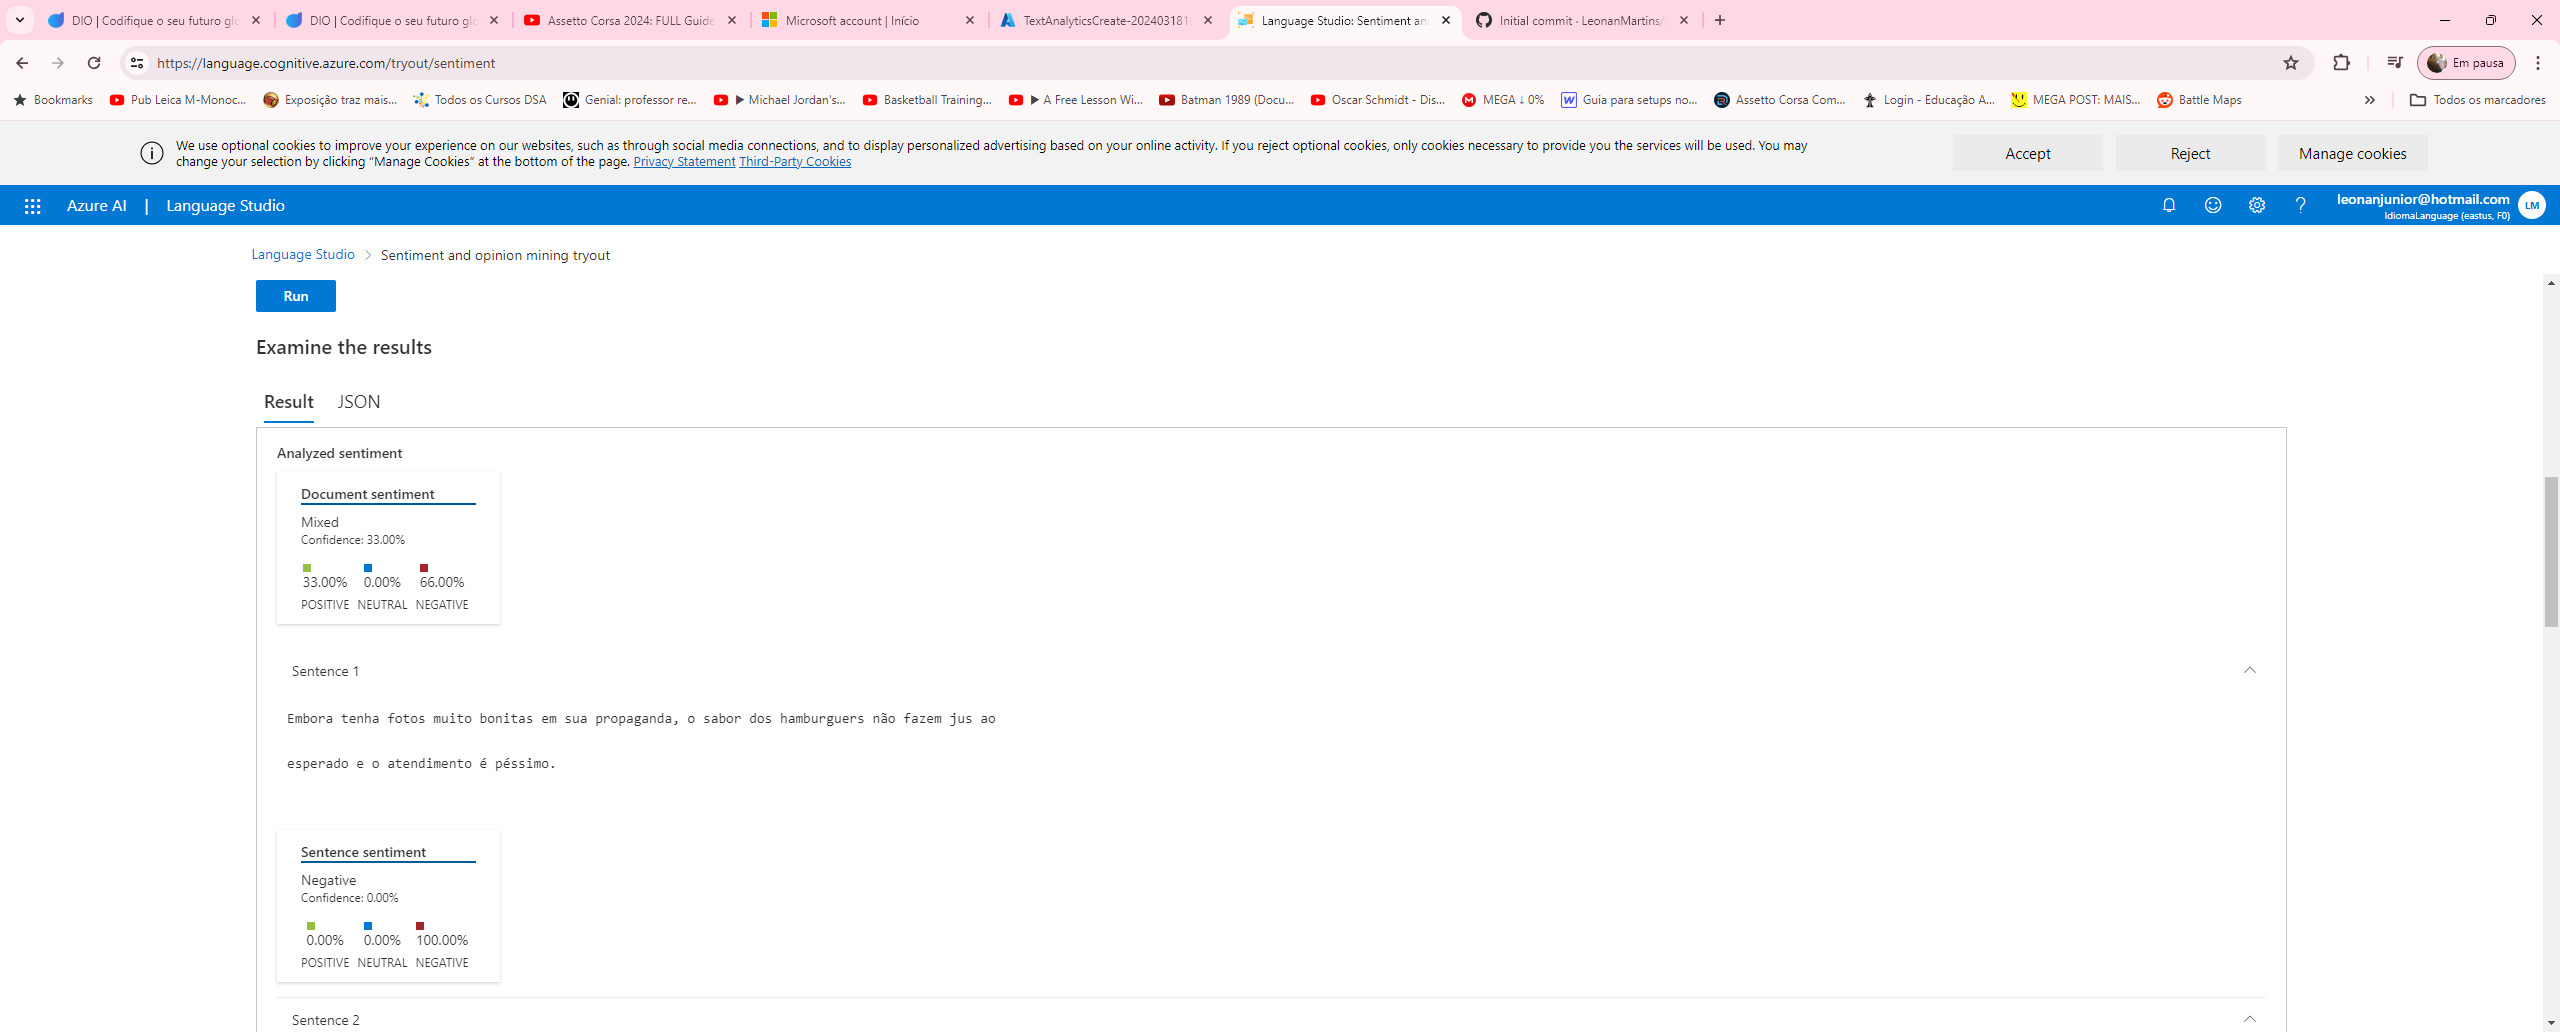 DIO | Codifique o seu futuro glo
DIO | Codifique o seu futuro glo
Assetto Corsa 2024: FULL Guide
Microsoft account | Início
TextAnalyticsCreate-2024031816
Language Studio: Sentiment an
Initial commit · LeonanMartins/
https://language.cognitive.azure.com/tryout/sentiment
Em pausa
Bookmarks
Pub Leica M-Monoc...
Exposição traz mais...
Todos os Cursos DSA
Genial: professor re...
▶ Michael Jordan's...
Basketball Training...
▶ A Free Lesson Wi...
Batman 1989 (Docu...
Oscar Schmidt - Dis...
MEGA ↓ 0%
Guia para setups no...
Assetto Corsa Com...
Login - Educação A...
MEGA POST: MAIS...
Battle Maps
»
Todos os marcadores
We use optional cookies to improve your experience on our websites, such as through social media connections, and to display personalized advertising based on your online activity. If you reject optional cookies, only cookies necessary to provide you the services will be used. You may
change your selection by clicking “Manage Cookies” at the bottom of the page. Privacy Statement Third-Party Cookies
Accept
Reject
Manage cookies
Azure AI | Language Studio
leonanjunior@hotmail.com
IdiomaLanguage (eastus, F0)
LM
Language Studio > Sentiment and opinion mining tryout
Run
Examine the results
Result JSON
Analyzed sentiment
Document sentiment
Mixed
Confidence: 33.00%
33.00% 0.00% 66.00%
POSITIVE NEUTRAL NEGATIVE
Sentence 1
Embora tenha fotos muito bonitas em sua propaganda, o sabor dos hamburguers não fazem jus ao
esperado e o atendimento é péssimo.
Sentence sentiment
Negative
Confidence: 0.00%
0.00% 0.00% 100.00%
POSITIVE NEUTRAL NEGATIVE
Sentence 2